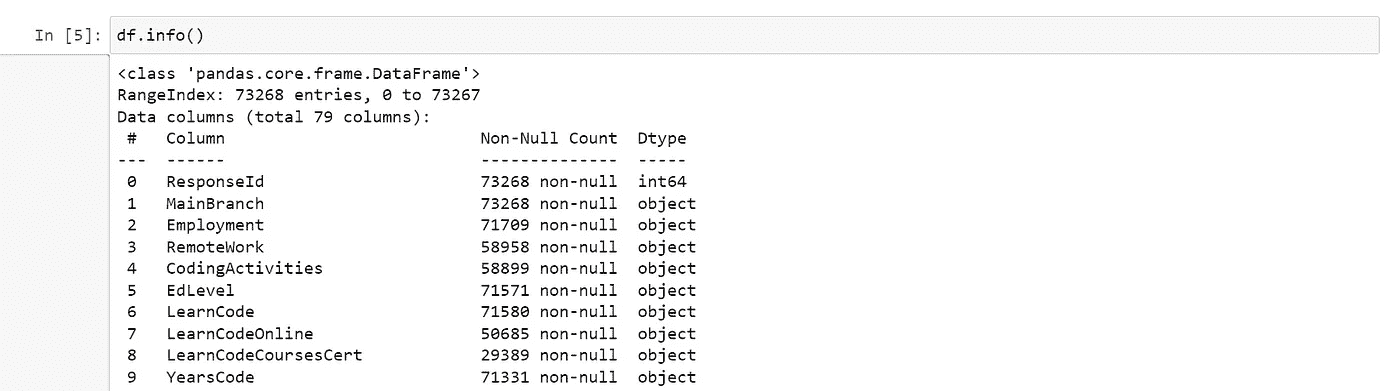 In [5]: df.info()
<class 'pandas.core.frame.DataFrame'>
RangeIndex: 73268 entries, 0 to 73267
Data columns (total 79 columns):
 #   Column                          Non-Null Count  Dtype
---  ------                          --------------  -----
 0   ResponseId                      73268 non-null  int64
 1   MainBranch                      73268 non-null  object
 2   Employment                      71709 non-null  object
 3   RemoteWork                      58958 non-null  object
 4   CodingActivities                58899 non-null  object
 5   EdLevel                         71571 non-null  object
 6   LearnCode                       71580 non-null  object
 7   LearnCodeOnline                 50685 non-null  object
 8   LearnCodeCoursesCert            29389 non-null  object
 9   YearsCode                       71331 non-null  object